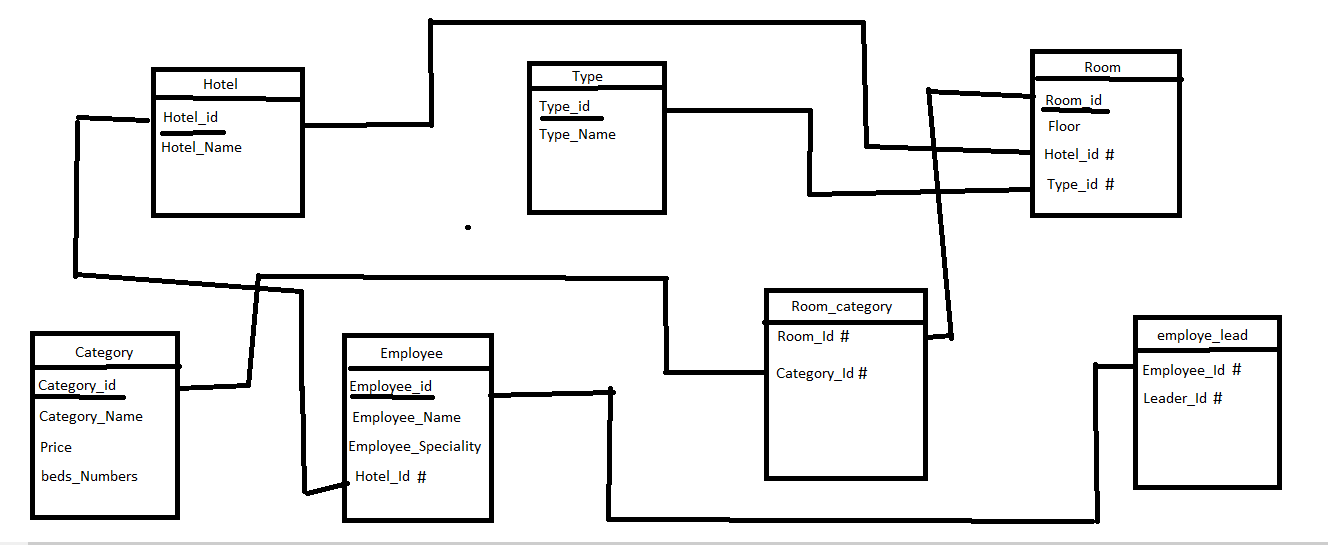 Hotel
Hotel_id
Hotel_Name
Type
Type_id
Type_Name
Room
Room_id
Floor
Hotel_id #
Type_id #
Category
Category_id
Category_Name
Price
beds_Numbers
Employee
Employee_id
Employee_Name
Employee_Speciality
Hotel_Id #
Room_category
Room_Id #
Category_Id #
employe_lead
Employee_Id #
Leader_Id #